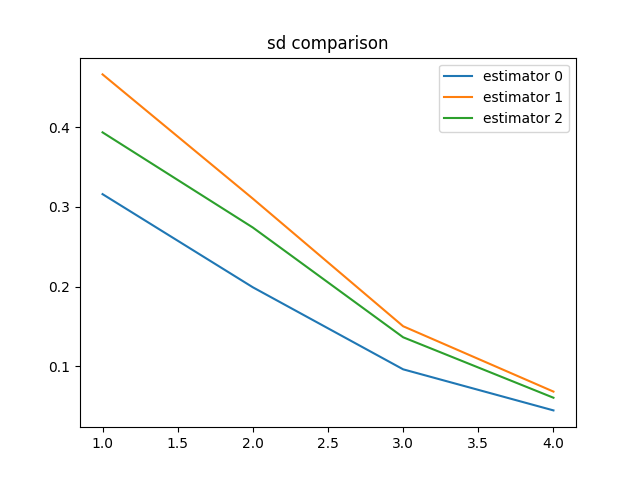 sd comparison
estimator 0
estimator 1
estimator 2
0.4
0.3
0.2
0.1
1.0 1.5 2.0 2.5 3.0 3.5 4.0